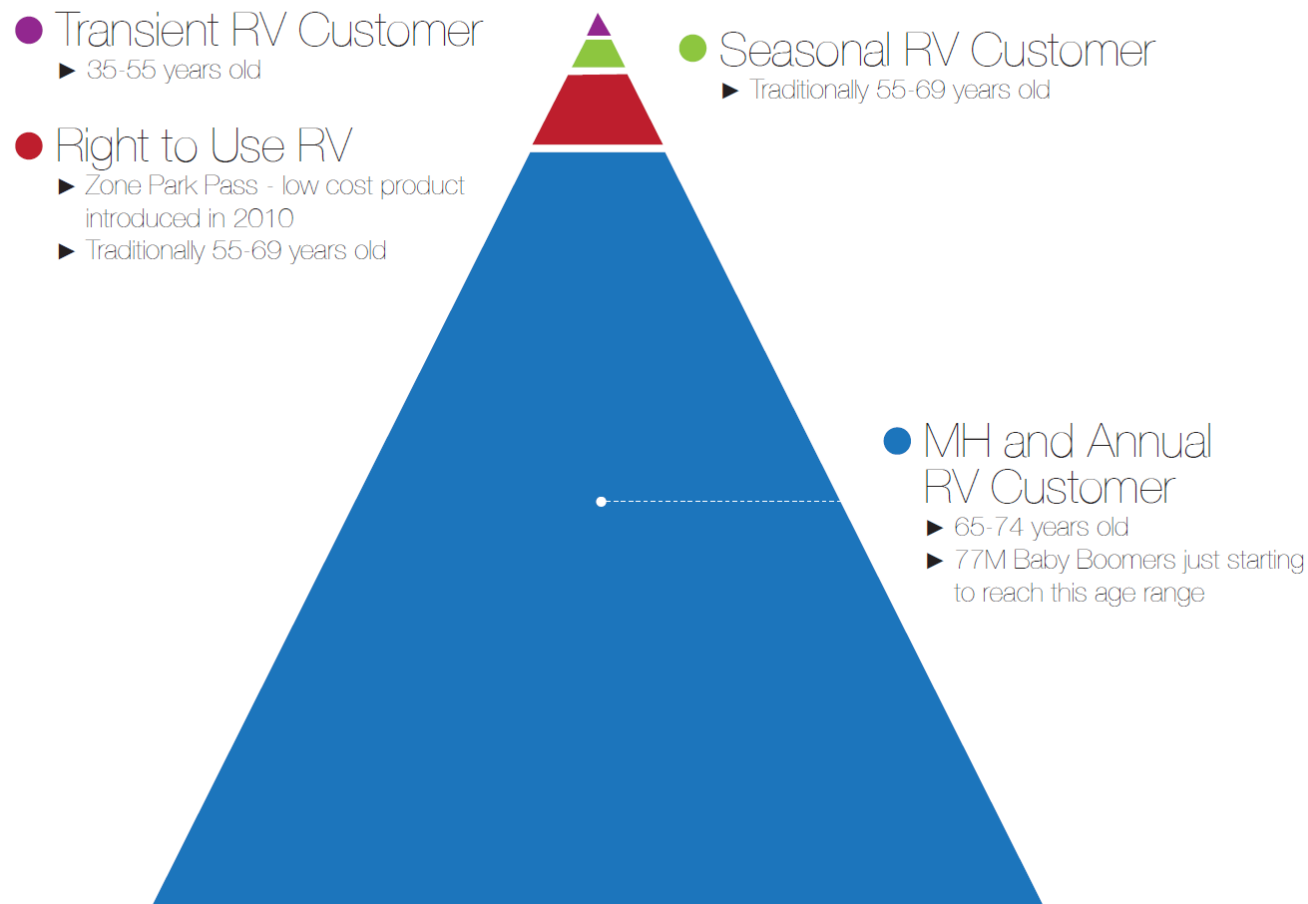 Transient RV Customer
► 35-55 years old
Seasonal RV Customer
► Traditionally 55-69 years old
Right to Use RV
► Zone Park Pass - low cost product
introduced in 2010
► Traditionally 55-69 years old
MH and Annual
RV Customer
► 65-74 years old
► 77M Baby Boomers just starting
to reach this age range